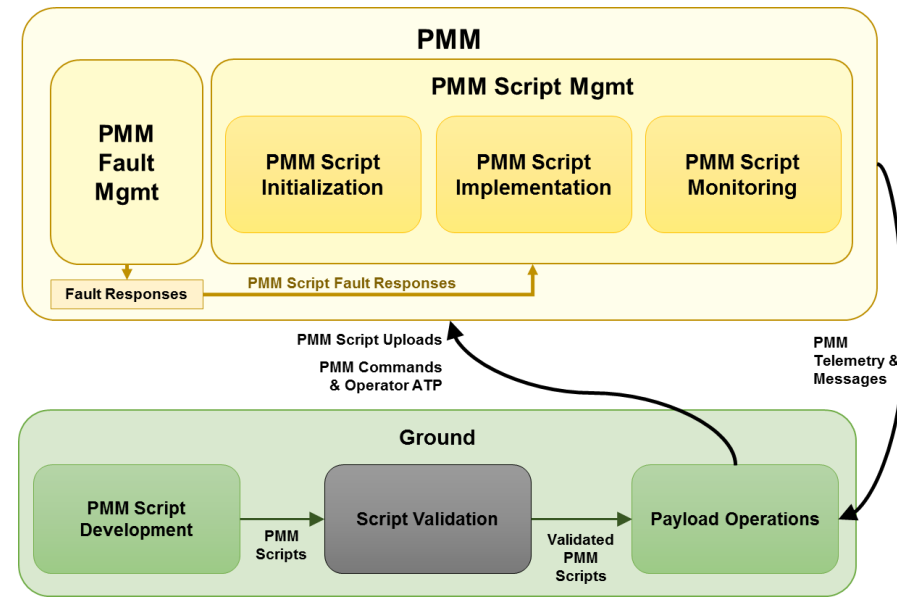 PMM
PMM
Fault
Mgmt
PMM Script Mgmt
PMM Script
Initialization
PMM Script
Implementation
PMM Script
Monitoring
Fault Responses
PMM Script Fault Responses
PMM Script Uploads
PMM Commands
& Operator ATP
PMM
Telemetry &
Messages
Ground
PMM Script
Development
PMM
Scripts
Script Validation
Validated
PMM
Scripts
Payload Operations